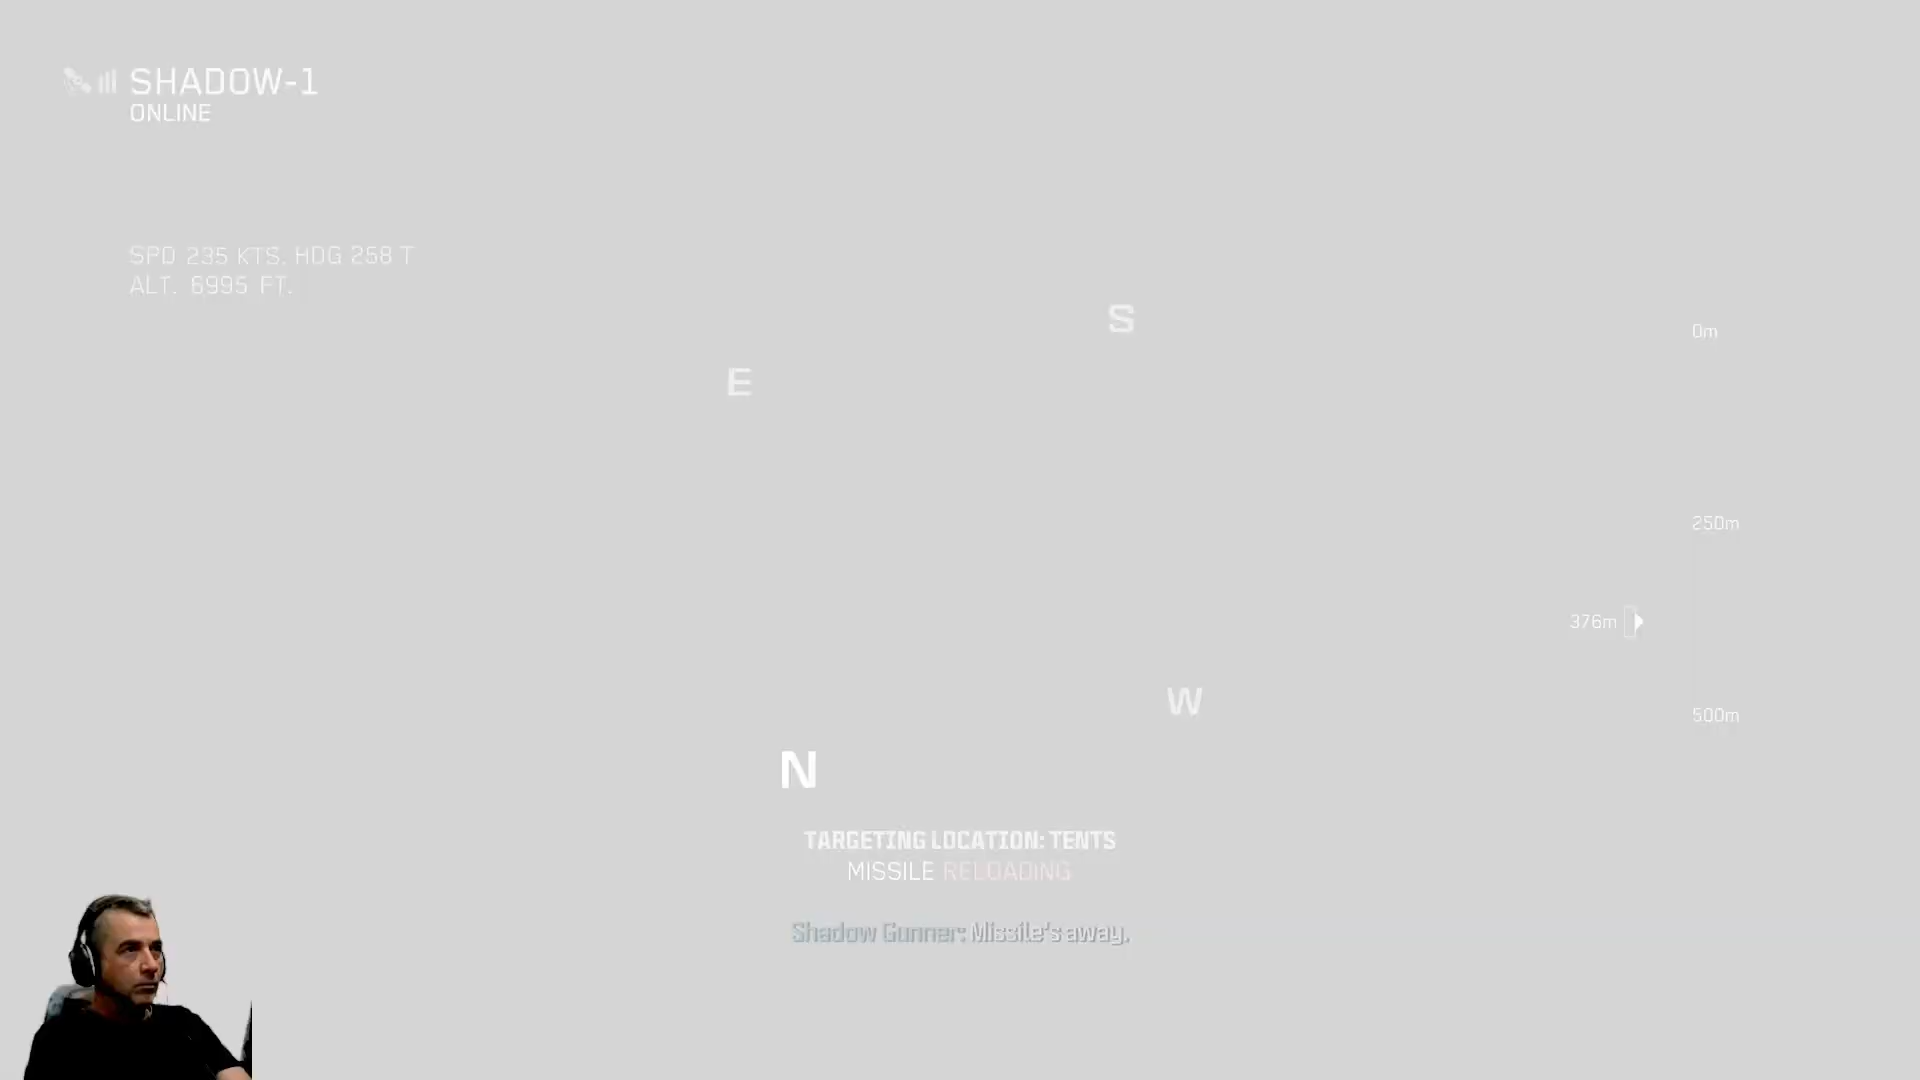 SHADOW-1
ONLINE
SPD 235 KTS. HDG 258 T
ALT. 6995 FT.
S
E
0m
250m
376m
500m
W
N
TARGETING LOCATION: TENTS
MISSILE RELOADING
Shadow Gunner: Missile's away.